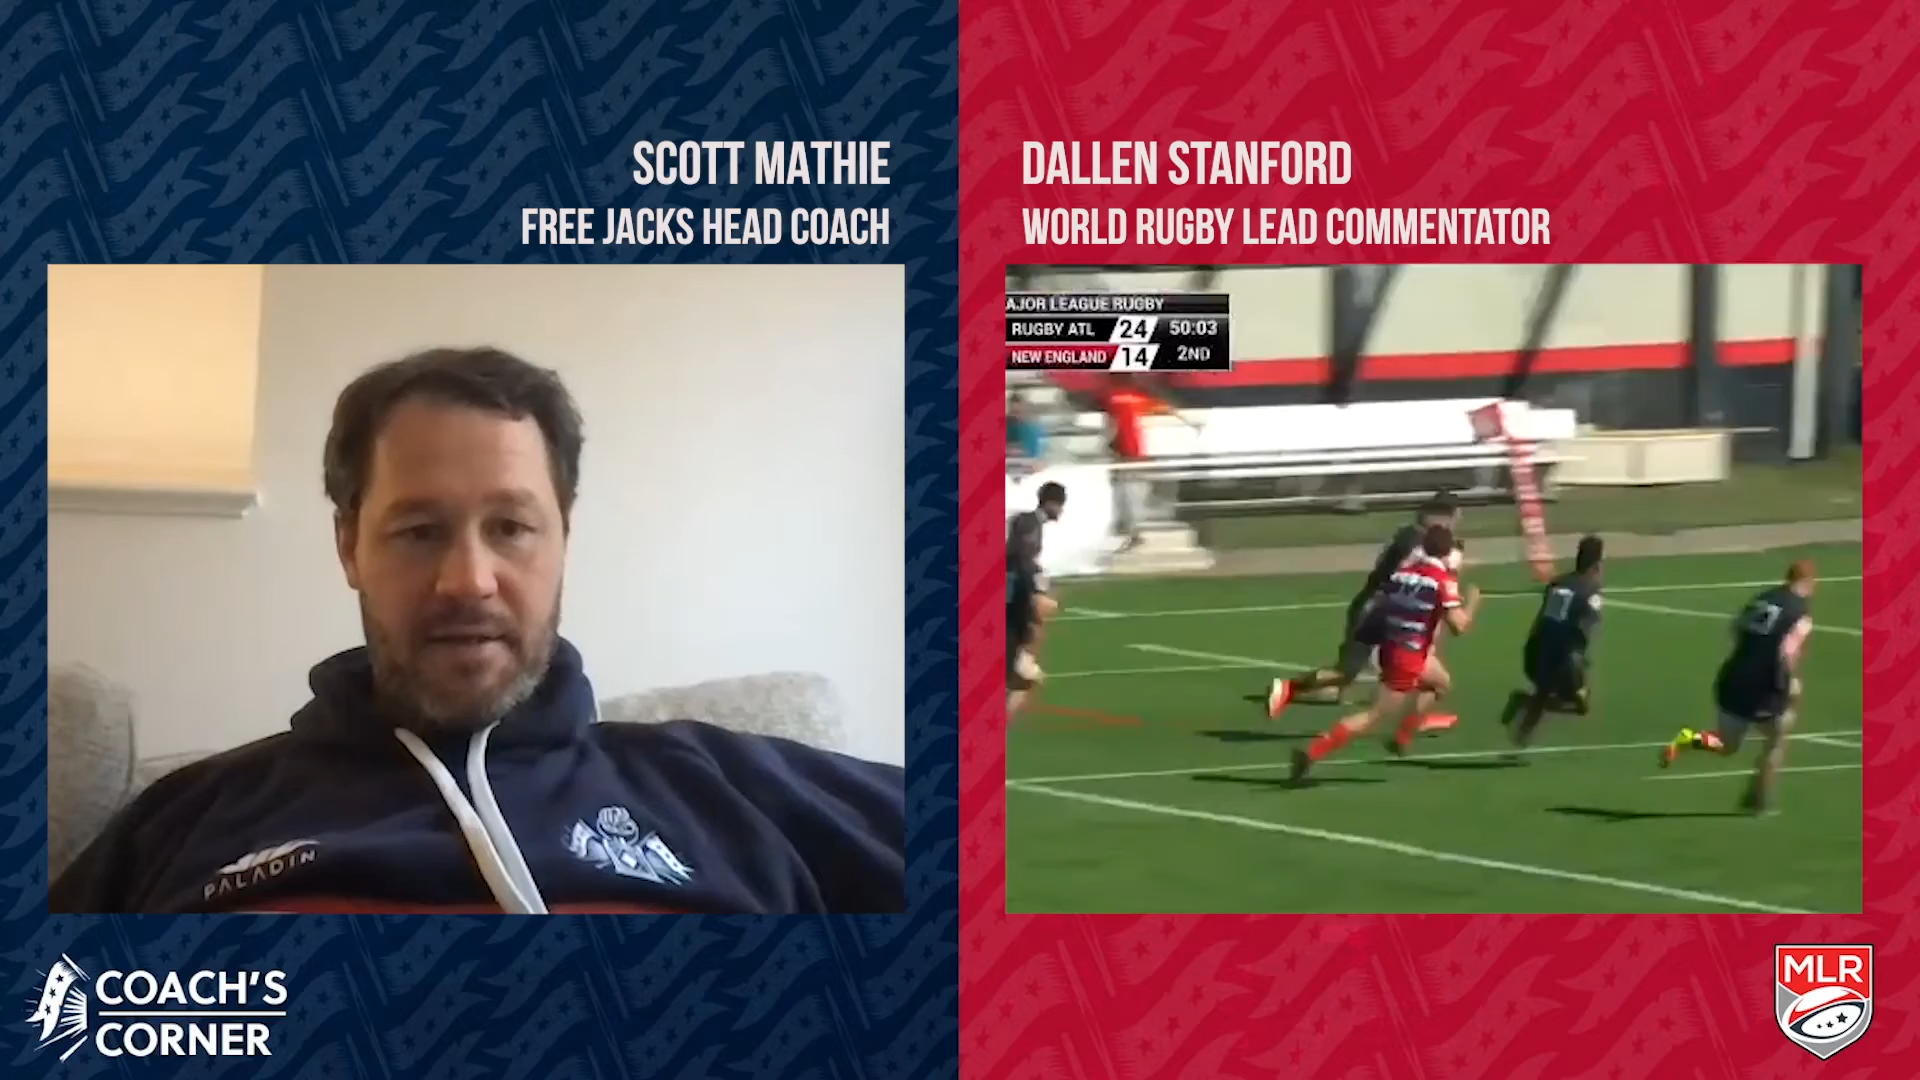 SCOTT MATHIE
FREE JACKS HEAD COACH
DALLEN STANFORD
WORLD RUGBY LEAD COMMENTATOR
AJOR LEAGUE RUGBY
RUGBY ATL 24 50:03
NEW ENGLAND 14 2ND
PALADIN
COACH'S
CORNER
MLR